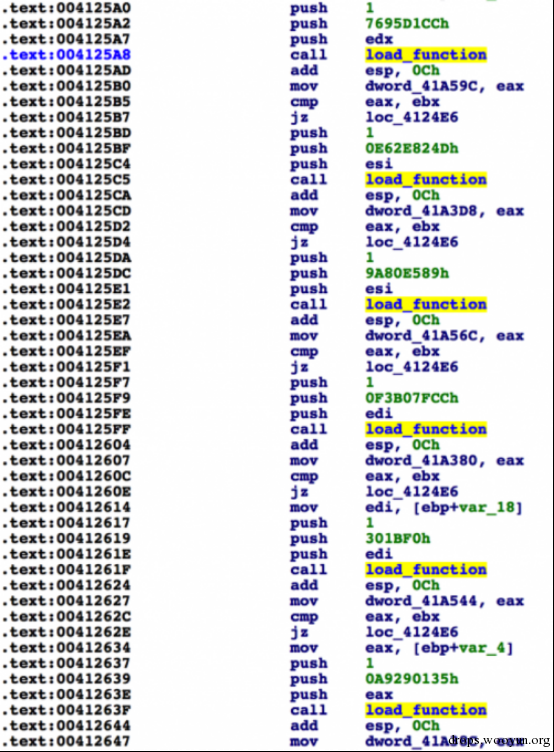 .text:004125A0 push 1
.text:004125A2 push 7695D1CCh
.text:004125A7 push edx
.text:004125A8 call load_function
.text:004125AD add esp, 0Ch
.text:004125B0 mov dword_41A59C, eax
.text:004125B5 cmp eax, ebx
.text:004125B7 jz loc_4124E6
.text:004125BD push 1
.text:004125BF push 0E62E824Dh
.text:004125C4 push esi
.text:004125C5 call load_function
.text:004125CA add esp, 0Ch
.text:004125CD mov dword_41A3D8, eax
.text:004125D2 cmp eax, ebx
.text:004125D4 jz loc_4124E6
.text:004125DA push 1
.text:004125DC push 9A80E589h
.text:004125E1 push esi
.text:004125E2 call load_function
.text:004125E7 add esp, 0Ch
.text:004125EA mov dword_41A56C, eax
.text:004125EF cmp eax, ebx
.text:004125F1 jz loc_4124E6
.text:004125F7 push 1
.text:004125F9 push 0F3B07FCCh
.text:004125FE push edi
.text:004125FF call load_function
.text:00412604 add esp, 0Ch
.text:00412607 mov dword_41A380, eax
.text:0041260C cmp eax, ebx
.text:0041260E jz loc_4124E6
.text:00412614 mov edi, [ebp+var_18]
.text:00412617 push 1
.text:00412619 push 301BF0h
.text:0041261E push edi
.text:0041261F call load_function
.text:00412624 add esp, 0Ch
.text:00412627 mov dword_41A544, eax
.text:0041262C cmp eax, ebx
.text:0041262E jz loc_4124E6
.text:00412634 mov eax, [ebp+var_4]
.text:00412637 push 1
.text:00412639 push 0A9290135h
.text:0041263E push eax
.text:0041263F call load_function
.text:00412644 add esp, 0Ch
.text:00412647 mov eax
drops.wooyun.org